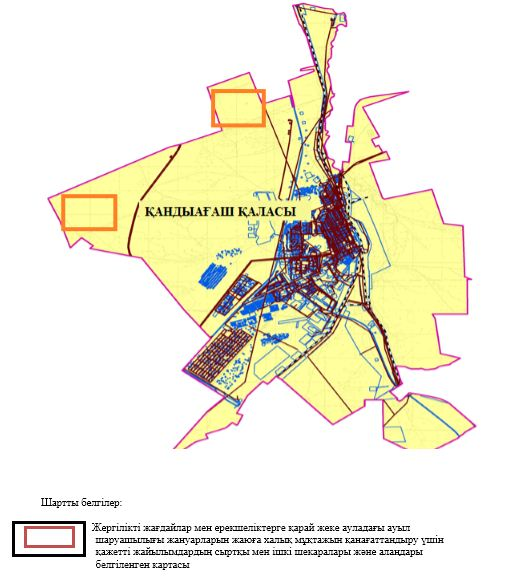 ҚАНДЫАҒАШ ҚАЛАСЫ
Шартты белгілер:
Жергілікті жағдайлар мен ерекшеліктерге қарай жеке ауладағы ауыл
шаруашылығы жануарларын жаюға халық мұқтажын қанағаттандыру үшін
қажетті жайылымдардың сыртқы мен ішкі шекаралары және алаңдары
белгіленген картасы